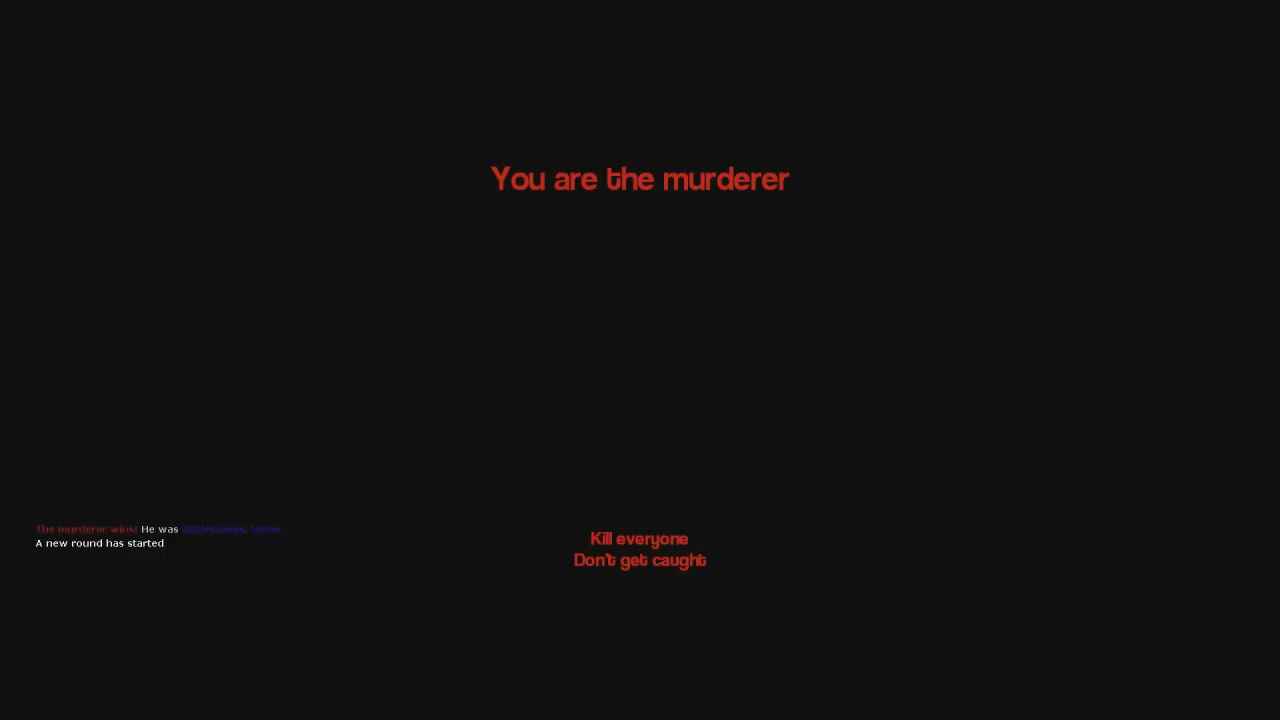 You are the murderer
The murderer wins! He was
A new round has started
Kill everyone
Don't get caught